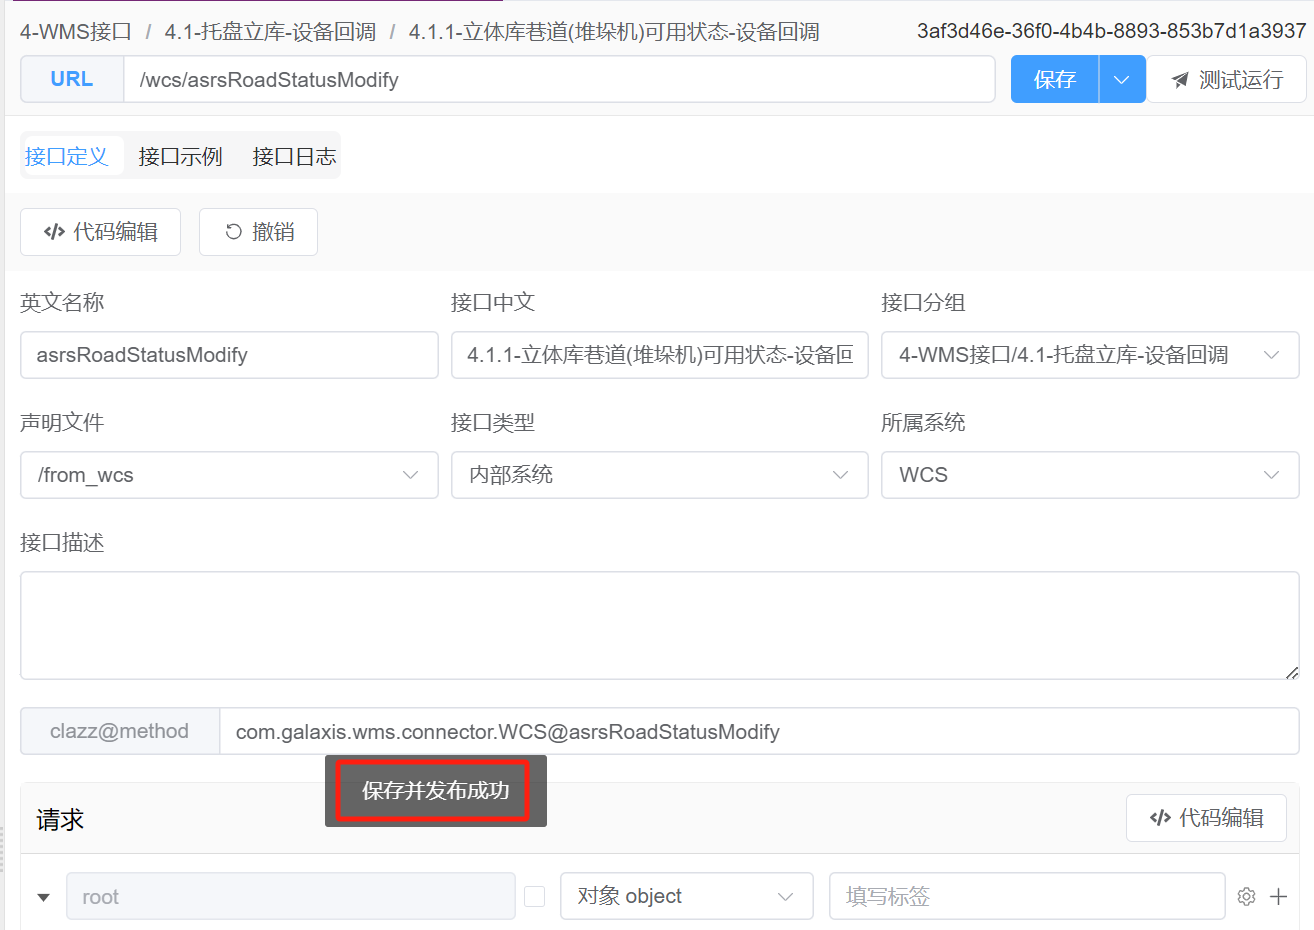 4-WMS接口 / 4.1-托盘立库-设备回调 / 4.1.1-立体库巷道(堆垛机)可用状态-设备回调 3af3d46e-36f0-4b4b-8893-853b7d1a3937
URL /wcs/asrsRoadStatusModify 保存 测试运行
接口定义 接口示例 接口日志
代码编辑 撤销
英文名称 接口中文 接口分组
asrsRoadStatusModify 4.1.1-立体库巷道(堆垛机)可用状态-设备回 4-WMS接口/4.1-托盘立库-设备回调
声明文件 接口类型 所属系统
/from_wcs 内部系统 WCS
接口描述
clazz@method com.galaxis.wms.connector.WCS@asrsRoadStatusModify
保存并发布成功
请求 代码编辑
root 对象 object 填写标签